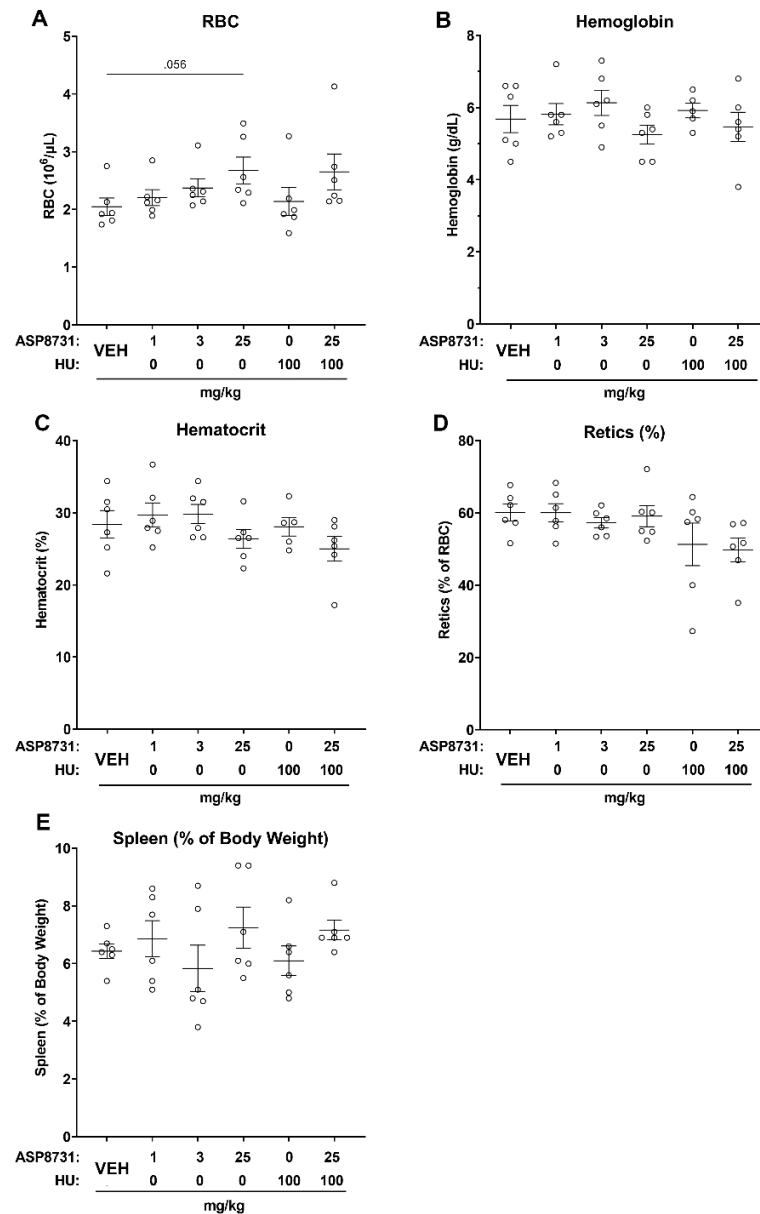 A
RBC
5
.056
4
3
2
1
0
RBC (10⁶/µL)
ASP8731: VEH 1 3 25 0 25
HU: 0 0 0 100 100
mg/kg
B
Hemoglobin
8
6
4
2
0
Hemoglobin (g/dL)
ASP8731: VEH 1 3 25 0 25
HU: 0 0 0 100 100
mg/kg
C
Hematocrit
40
30
20
10
0
Hematocrit (%)
ASP8731: VEH 1 3 25 0 25
HU: 0 0 0 100 100
mg/kg
D
Retics (%)
80
60
40
20
0
Retics (% of RBC)
ASP8731: VEH 1 3 25 0 25
HU: 0 0 0 100 100
mg/kg
E
Spleen (% of Body Weight)
10
8
6
4
2
0
Spleen (% of Body Weight)
ASP8731: VEH 1 3 25 0 25
HU: 0 0 0 100 100
mg/kg